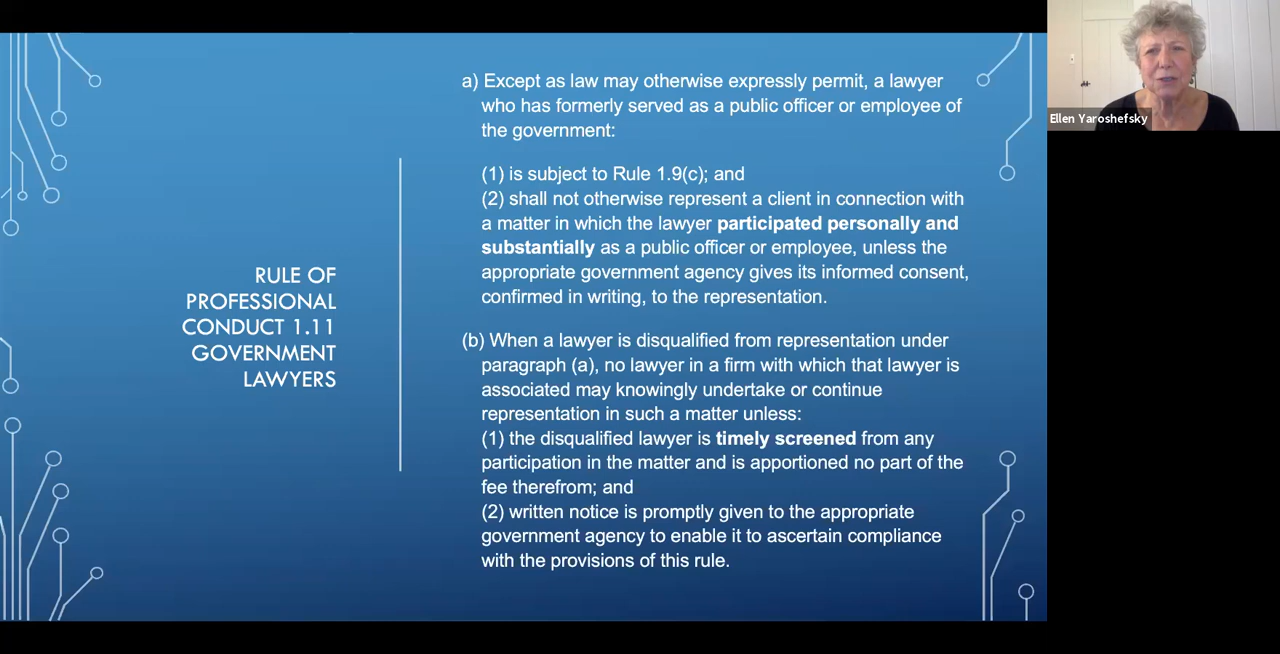 RULE OF
PROFESSIONAL
CONDUCT 1.11
GOVERNMENT
LAWYERS
a) Except as law may otherwise expressly permit, a lawyer
who has formerly served as a public officer or employee of
the government:
(1) is subject to Rule 1.9(c); and
(2) shall not otherwise represent a client in connection with
a matter in which the lawyer participated personally and
substantially as a public officer or employee, unless the
appropriate government agency gives its informed consent,
confirmed in writing, to the representation.
(b) When a lawyer is disqualified from representation under
paragraph (a), no lawyer in a firm with which that lawyer is
associated may knowingly undertake or continue
representation in such a matter unless:
(1) the disqualified lawyer is timely screened from any
participation in the matter and is apportioned no part of the
fee therefrom; and
(2) written notice is promptly given to the appropriate
government agency to enable it to ascertain compliance
with the provisions of this rule.
Ellen Yaroshefsky